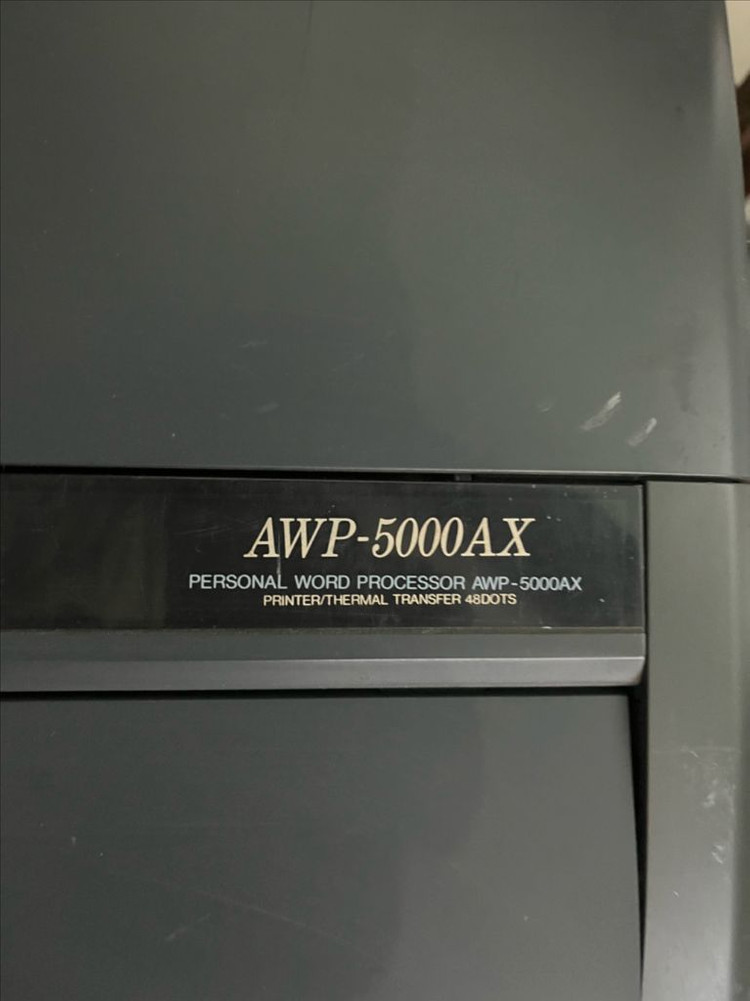 AWP-5000AX
PERSONAL WORD PROCESSOR AWP-5000AX
PRINTER/THERMAL TRANSFER 48DOTS